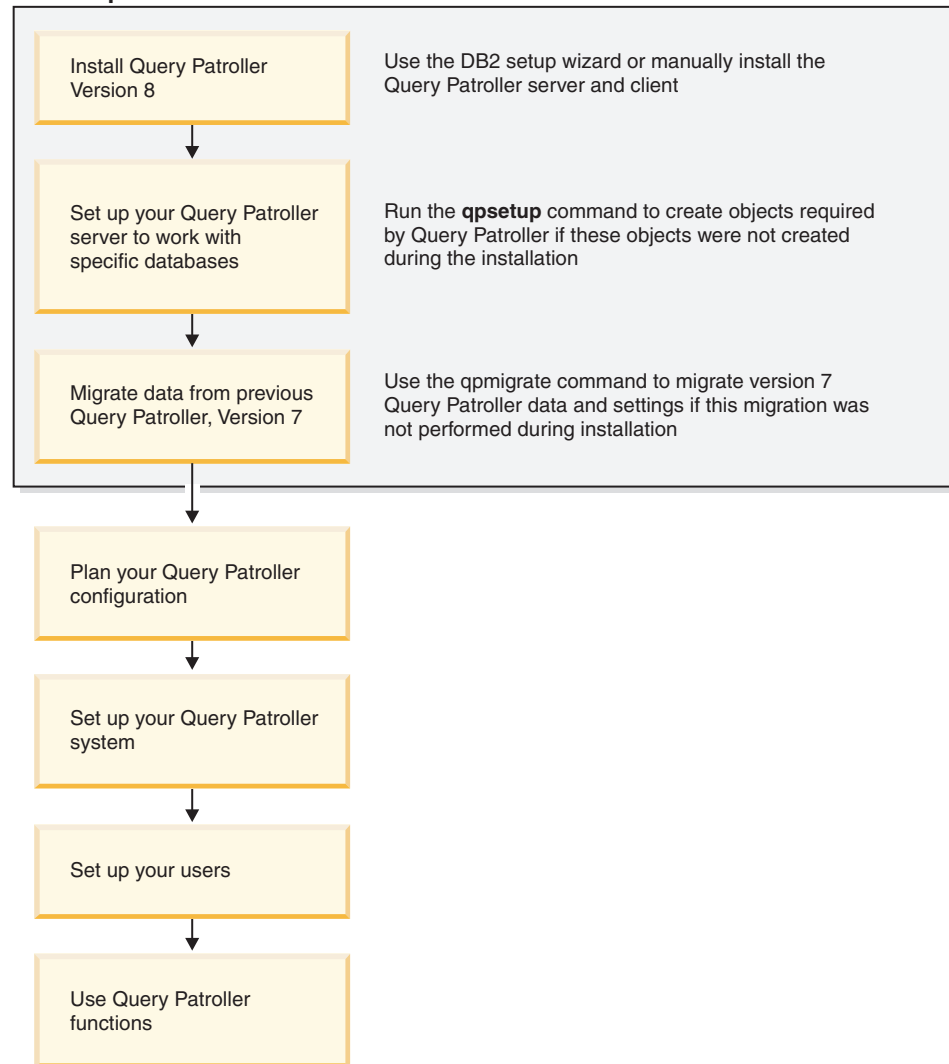 Install Query Patroller
Version 8
Use the DB2 setup wizard or manually install the
Query Patroller server and client
Set up your Query Patroller
server to work with
specific databases
Run the qpsetup command to create objects required
by Query Patroller if these objects were not created
during the installation
Migrate data from previous
Query Patroller, Version 7
Use the qpmigrate command to migrate version 7
Query Patroller data and settings if this migration was
not performed during installation
Plan your Query Patroller
configuration
Set up your Query Patroller
system
Set up your users
Use Query Patroller
functions